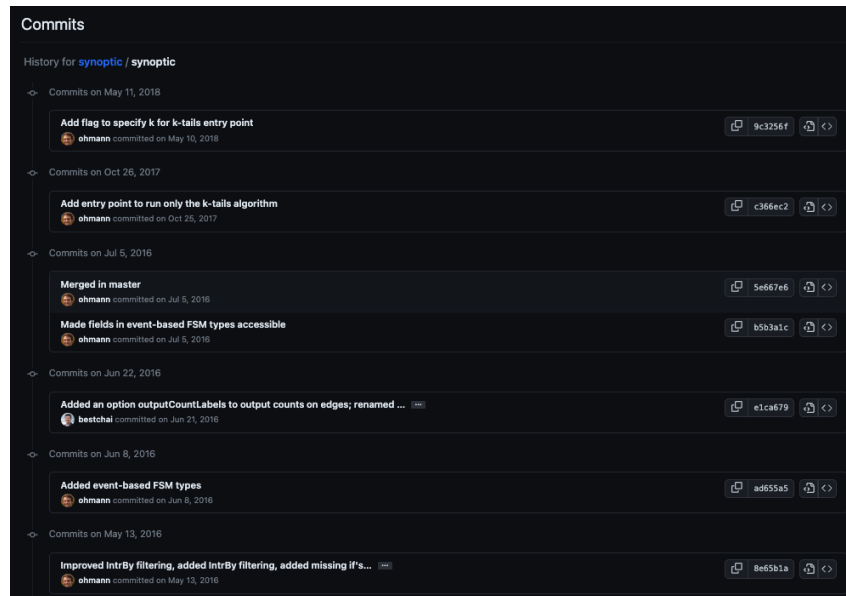 Commits
History for synoptic / synoptic
Commits on May 11, 2018
Add flag to specify k for k-tails entry point
ohmann committed on May 10, 2018
9c3256f
Commits on Oct 26, 2017
Add entry point to run only the k-tails algorithm
ohmann committed on Oct 25, 2017
c366ec2
Commits on Jul 5, 2016
Merged in master
ohmann committed on Jul 5, 2016
5e667e6
Made fields in event-based FSM types accessible
ohmann committed on Jul 5, 2016
b5b3a1c
Commits on Jun 22, 2016
Added an option outputCountLabels to output counts on edges; renamed ...
bestchai committed on Jun 21, 2016
e1ca679
Commits on Jun 8, 2016
Added event-based FSM types
ohmann committed on Jun 8, 2016
ad655a5
Commits on May 13, 2016
Improved IntrBy filtering, added IntrBy filtering, added missing if's...
ohmann committed on May 13, 2016
8e65b1a